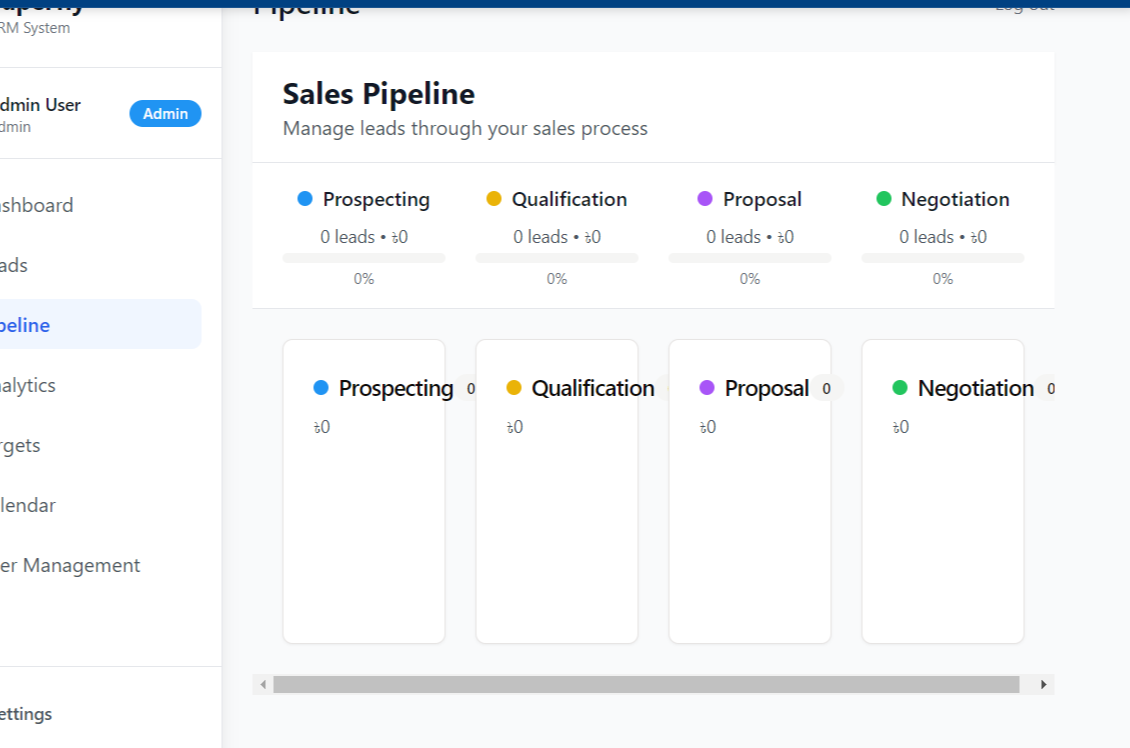 RM System
Pipeline
Log out
dmin User
dmin
Admin
shboard
ads
peline
nalytics
rgets
lendar
er Management
ettings
Sales Pipeline
Manage leads through your sales process
Prospecting
0 leads • ৳0
0%
Qualification
0 leads • ৳0
0%
Proposal
0 leads • ৳0
0%
Negotiation
0 leads • ৳0
0%
Prospecting 0
৳0
Qualification
৳0
Proposal 0
৳0
Negotiation 0
৳0